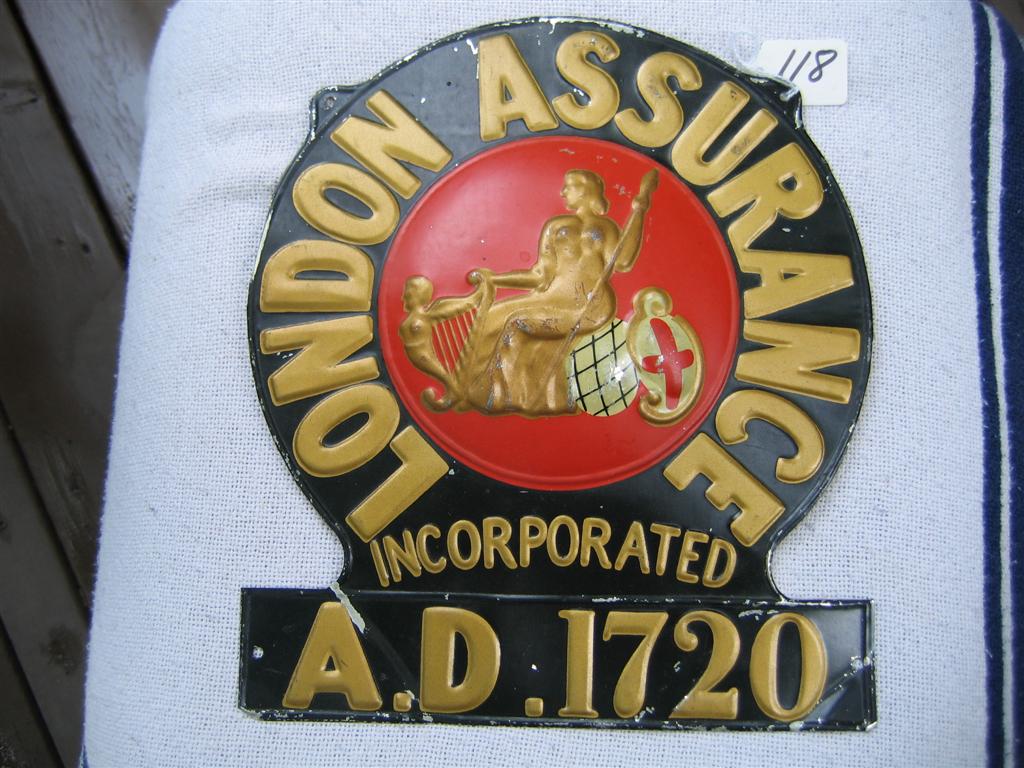 118
LONDON ASSURANCE
INCORPORATED
A.D.1720